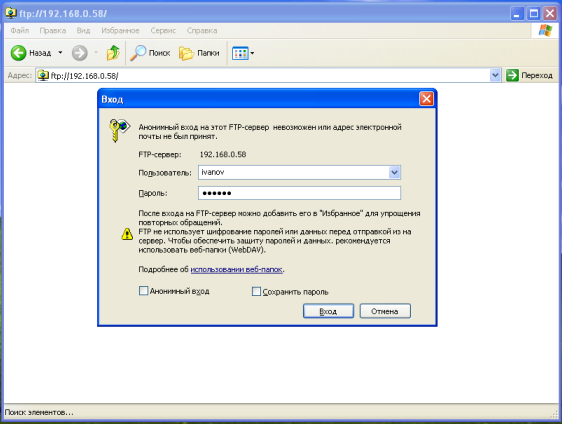 ftp://192.168.0.58/
Файл Правка Вид Избранное Сервис Справка
Назад Поиск Папки
Адрес: ftp://192.168.0.58/ Переход
Вход
Анонимный вход на этот FTP-сервер невозможен или адрес электронной
почты не был принят.
FTP-сервер: 192.168.0.58
Пользователь: ivanov
Пароль: ●●●●●●
После входа на FTP-сервер можно добавить его в "Избранное" для упрощения
повторных обращений.
FTP не использует шифрование паролей или данных перед отправкой из на
сервер. Чтобы обеспечить защиту паролей и данных. рекомендуется
использовать веб-папки (WebDAV).
Подробнее об использовании веб-папок.
Анонимный вход Сохранить пароль
Вход Отмена
Поиск элементов...